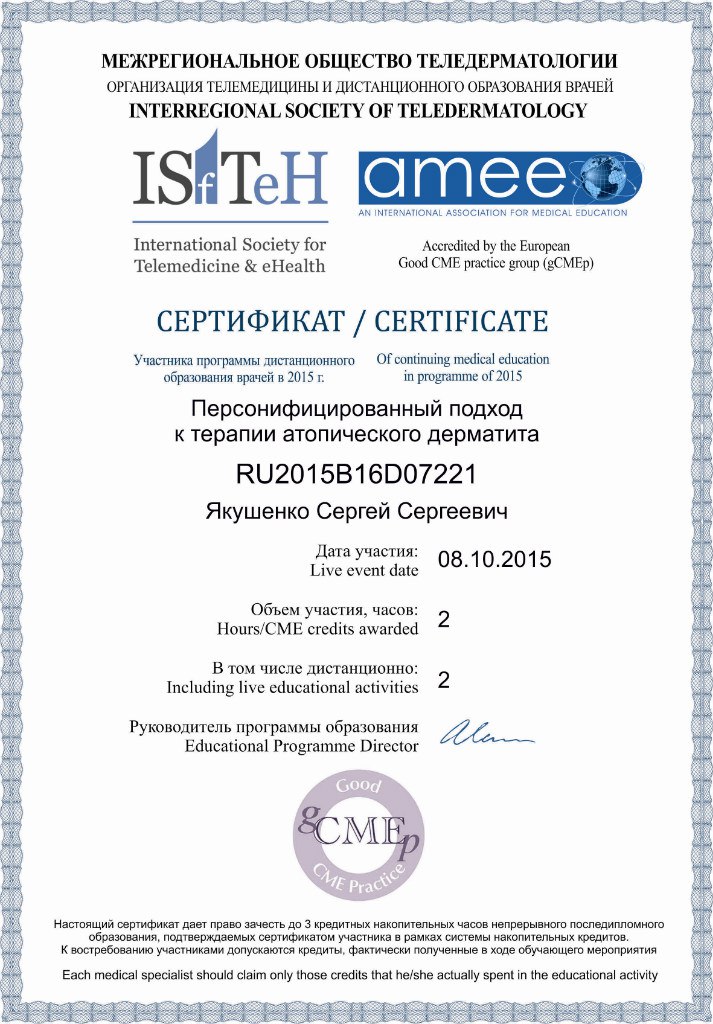 МЕЖРЕГИОНАЛЬНОЕ ОБЩЕСТВО ТЕЛЕДЕРМАТОЛОГИИ
ОРГАНИЗАЦИЯ ТЕЛЕМЕДИЦИНЫ И ДИСТАНЦИОННОГО ОБРАЗОВАНИЯ ВРАЧЕЙ
INTERREGIONAL SOCIETY OF TELEDERMATOLOGY
ISfTeH
International Society for
Telemedicine & eHealth
amee
AN INTERNATIONAL ASSOCIATION FOR MEDICAL EDUCATION
Accredited by the European
Good CME practice group (gCMEp)
СЕРТИФИКАТ / CERTIFICATE
Участника программы дистанционного
образования врачей в 2015 г.
Of continuing medical education
in programme of 2015
Персонифицированный подход
к терапии атопического дерматита
RU2015B16D07221
Якушенко Сергей Сергеевич
Дата участия:
Live event date
08.10.2015
Объем участия, часов:
Hours/CME credits awarded
2
В том числе дистанционно:
Including live educational activities
2
Руководитель программы образования
Educational Programme Director
Good
gCMEp
CME Practice
Настоящий сертификат дает право зачесть до 3 кредитных накопительных часов непрерывного последипломного
образования, подтверждаемых сертификатом участника в рамках системы накопительных кредитов.
К востребованию участниками допускаются кредиты, фактически полученные в ходе обучающего мероприятия
Each medical specialist should claim only those credits that he/she actually spent in the educational activity